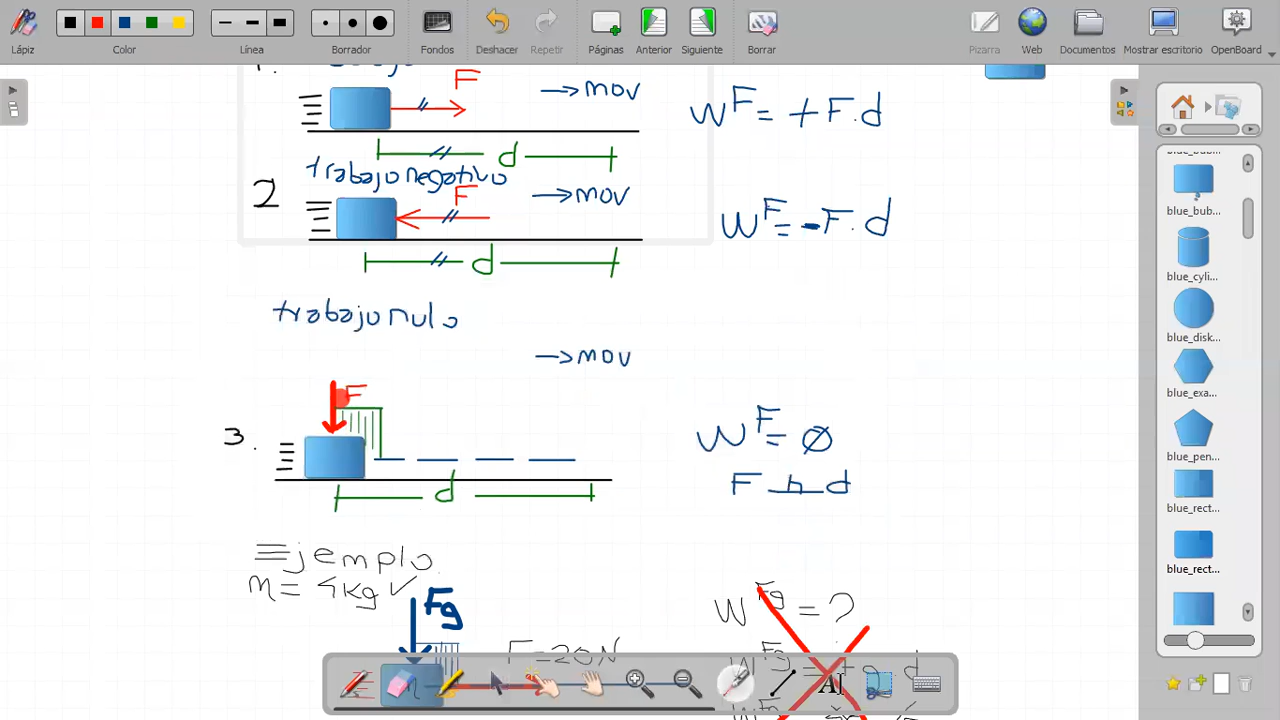 Lápiz Color Línea Borrador Fondos Deshacer Repetir Páginas Anterior Siguiente Borrar Pizarra Web Documentos Mostrar escritorio OpenBoard
F
→mov
W^F = +F.d
d
trabajo negativo
2
F
→mov
W^F = -F.d
d
trabajo nulo
→mov
F
3.
W^F = ø
F d
d
Ejemplo
m = 4kg ✓
Fg
F=20N
W^Fg = ?
W^Fg
blue_bub...
blue_cyli...
blue_disk...
blue_exa...
blue_pen...
blue_rect...
blue_rect...